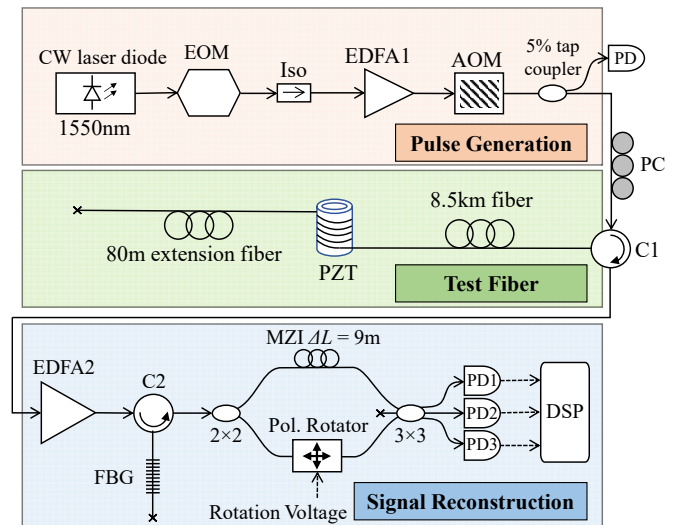 CW laser diode
1550nm
EOM
Iso
EDFA1
AOM
5% tap
coupler
PD
Pulse Generation
PC
8.5km fiber
80m extension fiber
PZT
C1
Test Fiber
MZI ΔL = 9m
EDFA2
C2
FBG
2×2
Pol. Rotator
Rotation Voltage
3×3
PD1
PD2
PD3
DSP
Signal Reconstruction